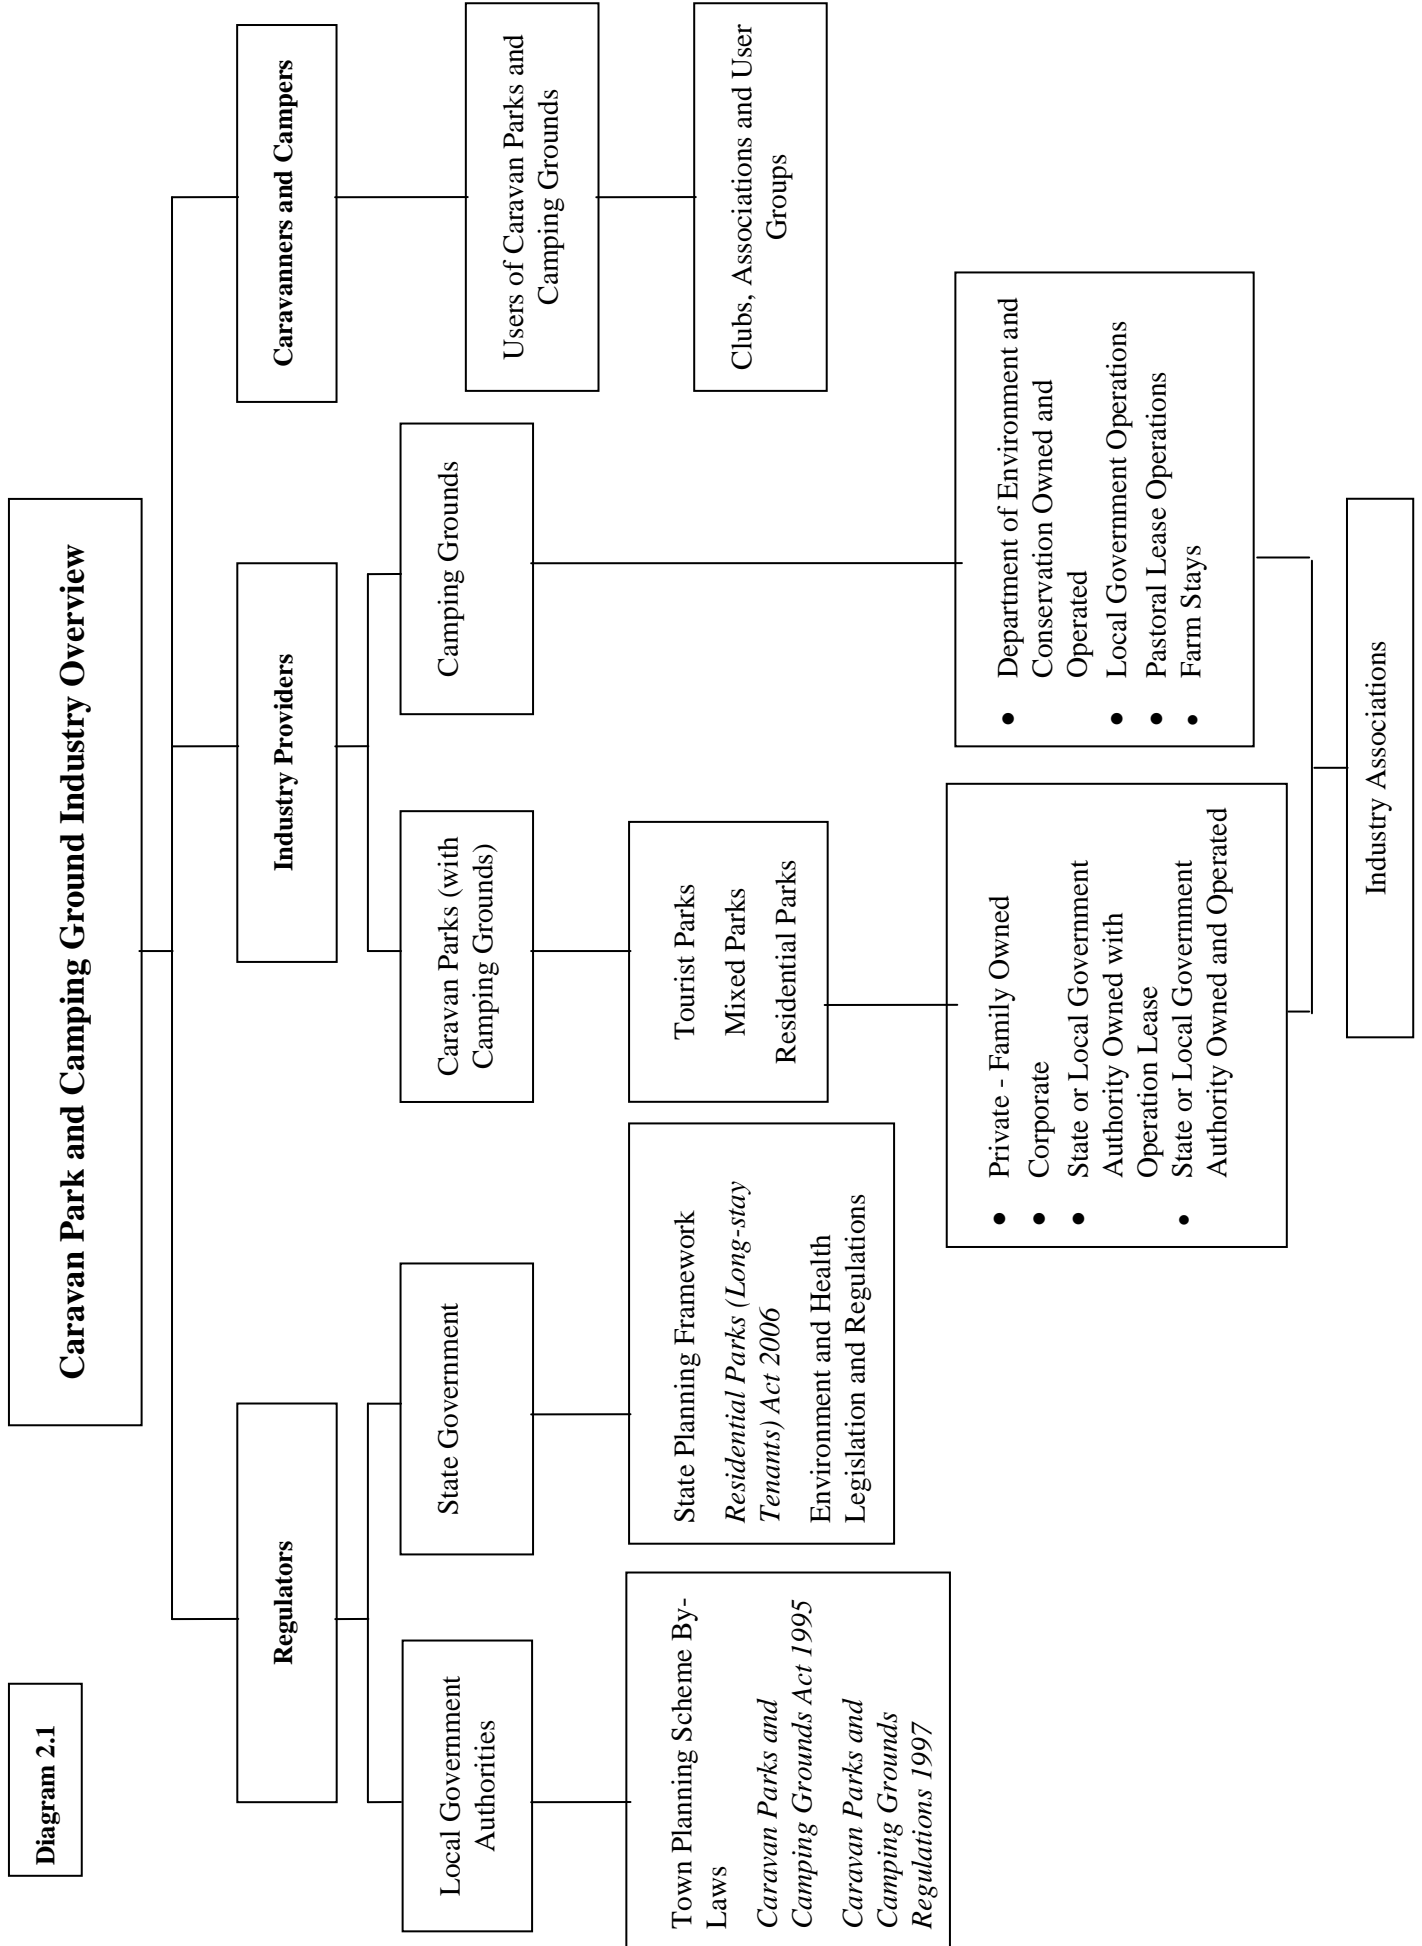 Diagram 2.1
Caravan Park and Camping Ground Industry Overview
Regulators
Industry Providers
Caravanners and Campers
Local Government
Authorities
State Government
Caravan Parks (with
Camping Grounds)
Camping Grounds
Users of Caravan Parks and
Camping Grounds
Town Planning Scheme By-
Laws
Caravan Parks and
Camping Grounds Act 1995
Caravan Parks and
Camping Grounds
Regulations 1997
State Planning Framework
Residential Parks (Long-stay
Tenants) Act 2006
Environment and Health
Legislation and Regulations
Tourist Parks
Mixed Parks
Residential Parks
Clubs, Associations and User
Groups
• Private - Family Owned
• Corporate
• State or Local Government
Authority Owned with
Operation Lease
• State or Local Government
Authority Owned and Operated
• Department of Environment and
Conservation Owned and
Operated
• Local Government Operations
• Pastoral Lease Operations
• Farm Stays
Industry Associations